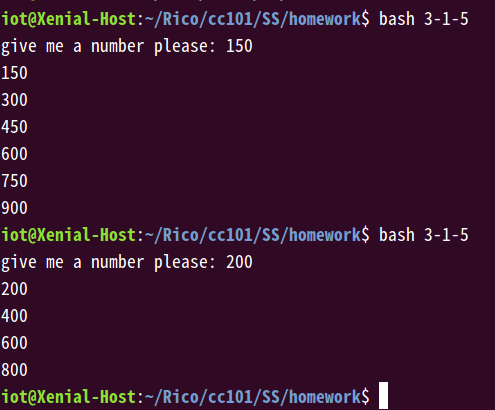 iot@Xenial-Host:~/Rico/cc101/SS/homework$ bash 3-1-5
give me a number please: 150
150
300
450
600
750
900
iot@Xenial-Host:~/Rico/cc101/SS/homework$ bash 3-1-5
give me a number please: 200
200
400
600
800
iot@Xenial-Host:~/Rico/cc101/SS/homework$